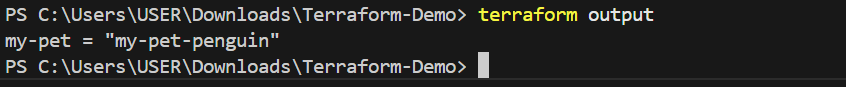 PS C:\Users\USER\Downloads\Terraform-Demo> terraform output
my-pet = "my-pet-penguin"
PS C:\Users\USER\Downloads\Terraform-Demo>